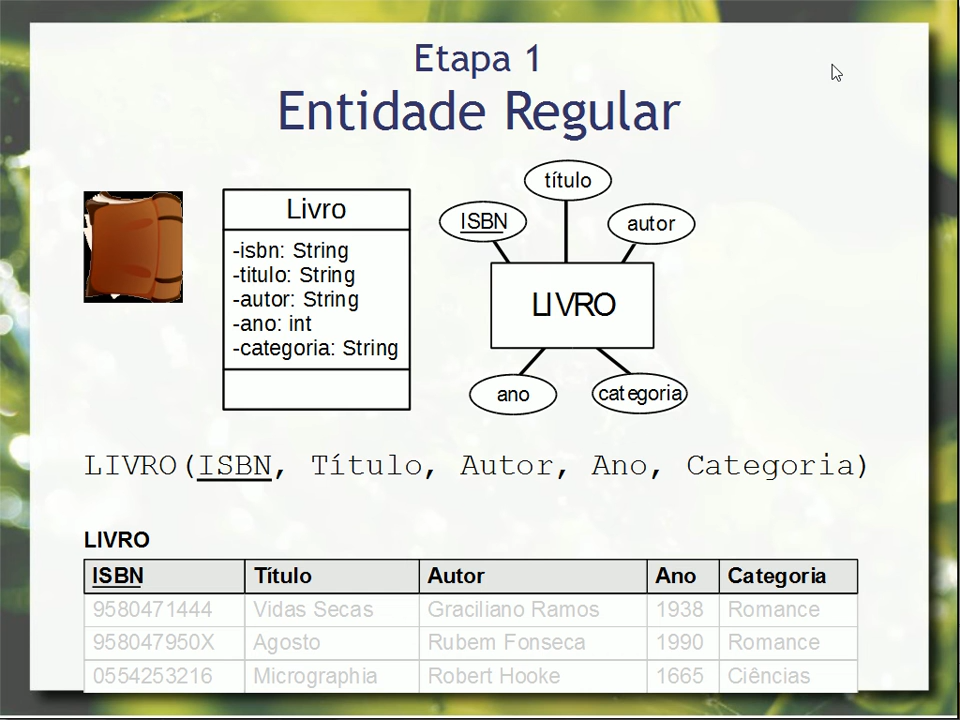 Etapa 1
Entidade Regular
Livro
-isbn: String
-titulo: String
-autor: String
-ano: int
-categoria: String
título
ISBN
autor
LIVRO
ano
categoria
LIVRO(ISBN, Título, Autor, Ano, Categoria)
LIVRO
ISBN Título Autor Ano Categoria
9580471444 Vidas Secas Graciliano Ramos 1938 Romance
958047950X Agosto Rubem Fonseca 1990 Romance
0554253216 Micrographia Robert Hooke 1665 Ciências